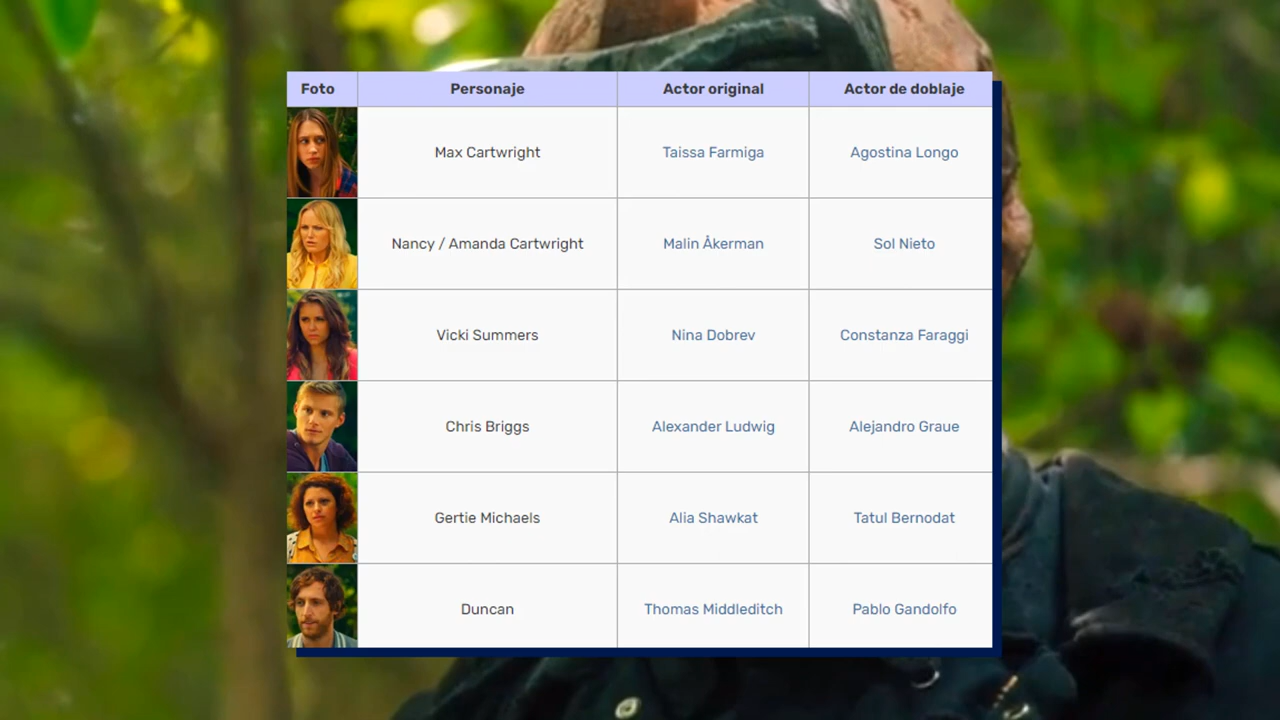 Foto Personaje Actor original Actor de doblaje
Max Cartwright Taissa Farmiga Agostina Longo
Nancy / Amanda Cartwright Malin Åkerman Sol Nieto
Vicki Summers Nina Dobrev Constanza Faraggi
Chris Briggs Alexander Ludwig Alejandro Graue
Gertie Michaels Alia Shawkat Tatul Bernodat
Duncan Thomas Middleditch Pablo Gandolfo